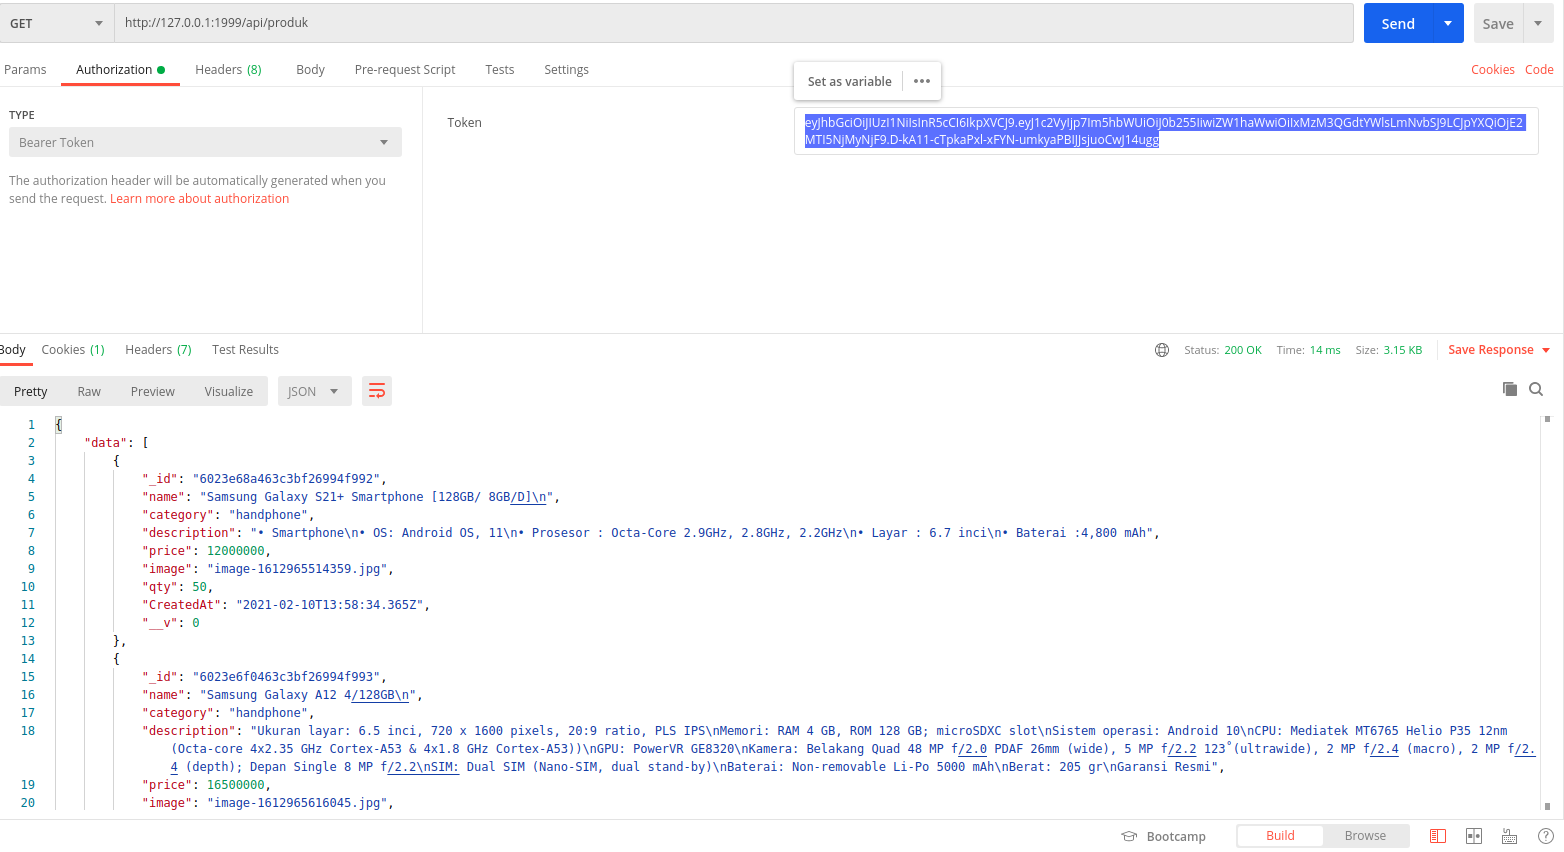 GET
http://127.0.0.1:1999/api/produk
Send
Save
Params
Authorization
Headers (8)
Body
Pre-request Script
Tests
Settings
Cookies
Code
Set as variable
TYPE
Bearer Token
The authorization header will be automatically generated when you
send the request. Learn more about authorization
Token
eyJhbGciOiJIUzI1NiIsInR5cCI6IkpXVCJ9.eyJ1c2VyIjp7Im5hbWUiOiJ0b255IiwiZW1haWwiOiIxMzM3QGdtYWlsLmNvbSJ9LCJpYXQiOjE2
MTI5NjMyNjF9.D-kA11-cTpkaPxl-xFYN-umkyaPBIJJsjuoCwJ14ugg
Body
Cookies (1)
Headers (7)
Test Results
Status: 200 OK
Time: 14 ms
Size: 3.15 KB
Save Response
Pretty
Raw
Preview
Visualize
JSON
1 {
2 "data": [
3 {
4 "_id": "6023e68a463c3bf26994f992",
5 "name": "Samsung Galaxy S21+ Smartphone [128GB/ 8GB/D]\n",
6 "category": "handphone",
7 "description": "• Smartphone\n• OS: Android OS, 11\n• Prosesor : Octa-Core 2.9GHz, 2.8GHz, 2.2GHz\n• Layar : 6.7 inci\n• Baterai :4,800 mAh",
8 "price": 12000000,
9 "image": "image-1612965514359.jpg",
10 "qty": 50,
11 "CreatedAt": "2021-02-10T13:58:34.365Z",
12 "__v": 0
13 },
14 {
15 "_id": "6023e6f0463c3bf26994f993",
16 "name": "Samsung Galaxy A12 4/128GB\n",
17 "category": "handphone",
18 "description": "Ukuran layar: 6.5 inci, 720 x 1600 pixels, 20:9 ratio, PLS IPS\nMemori: RAM 4 GB, ROM 128 GB; microSDXC slot\nSistem operasi: Android 10\nCPU: Mediatek MT6765 Helio P35 12nm
(Octa-core 4x2.35 GHz Cortex-A53 & 4x1.8 GHz Cortex-A53))\nGPU: PowerVR GE8320\nKamera: Belakang Quad 48 MP f/2.0 PDAF 26mm (wide), 5 MP f/2.2 123˚(ultrawide), 2 MP f/2.4 (macro), 2 MP f/2.
4 (depth); Depan Single 8 MP f/2.2\nSIM: Dual SIM (Nano-SIM, dual stand-by)\nBaterai: Non-removable Li-Po 5000 mAh\nBerat: 205 gr\nGaransi Resmi",
19 "price": 16500000,
20 "image": "image-1612965616045.jpg",
Bootcamp
Build
Browse